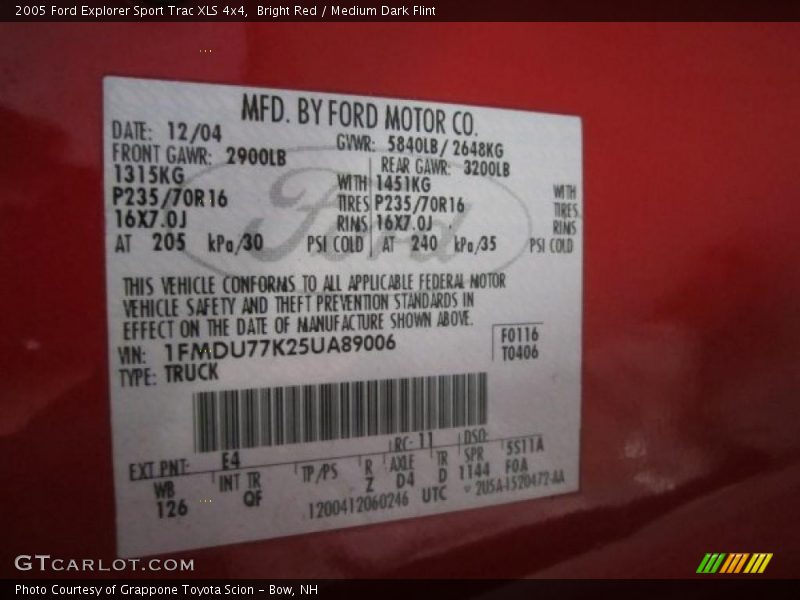 2005 Ford Explorer Sport Trac XLS 4x4, Bright Red / Medium Dark Flint
MFD. BY FORD MOTOR CO.
DATE: 12/04 GVWR: 5840LB/ 2648KG
FRONT GAWR: 2900LB REAR GAWR: 3200LB
1315KG WITH 1451KG WITH
P235/70R16 TIRES P235/70R16 TIRES
16X7.0J RIMS 16X7.0J RIMS
AT 205 kPa/30 PSI COLD AT 240 kPa/35 PSI COLD
Ford
THIS VEHICLE CONFORMS TO ALL APPLICABLE FEDERAL MOTOR
VEHICLE SAFETY AND THEFT PREVENTION STANDARDS IN
EFFECT ON THE DATE OF MANUFACTURE SHOWN ABOVE.
VIN: 1FMDU77K25UA89006 F0116
TYPE: TRUCK T0406
EXT PNT: E4 RC: 11 DSO:
WB INT TR TP/PS R AXLE TR SPR 5S11A
126 QF Z D4 D 1144 F0A
1200412060246 UTC 2U5A-1520472-AA
GTCARLOT.COM
Photo Courtesy of Grappone Toyota Scion - Bow, NH